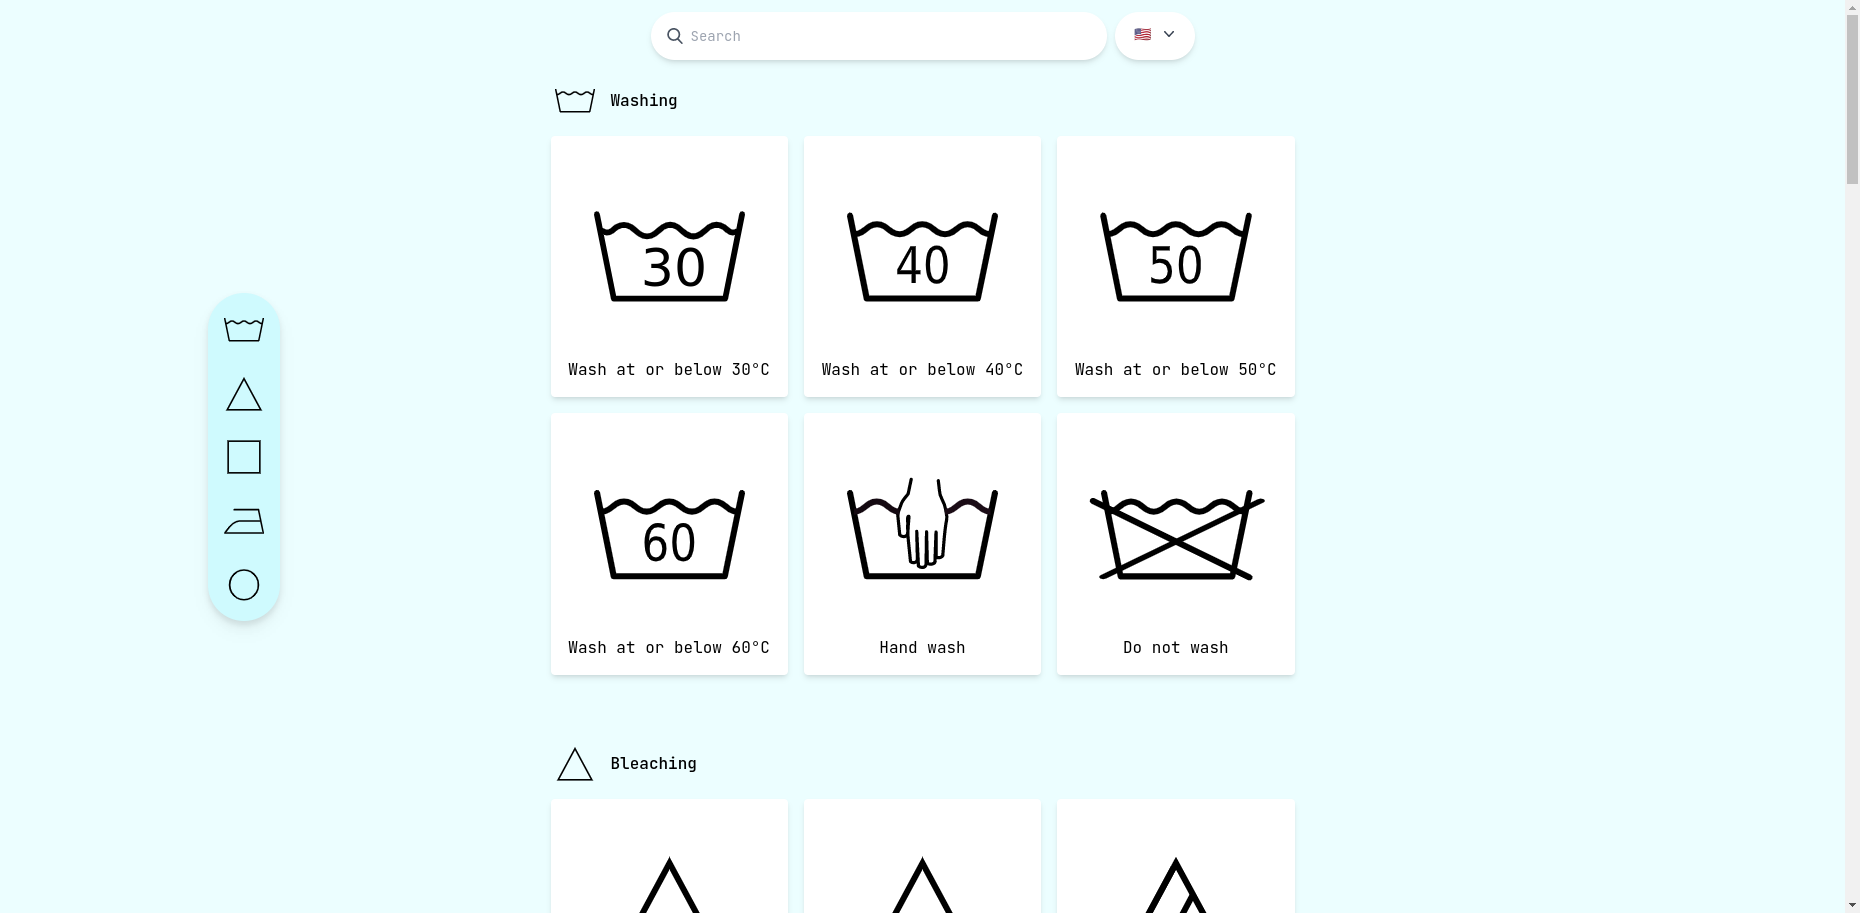 Search
Washing
30
40
50
Wash at or below 30°C
Wash at or below 40°C
Wash at or below 50°C
60
Wash at or below 60°C
Hand wash
Do not wash
Bleaching